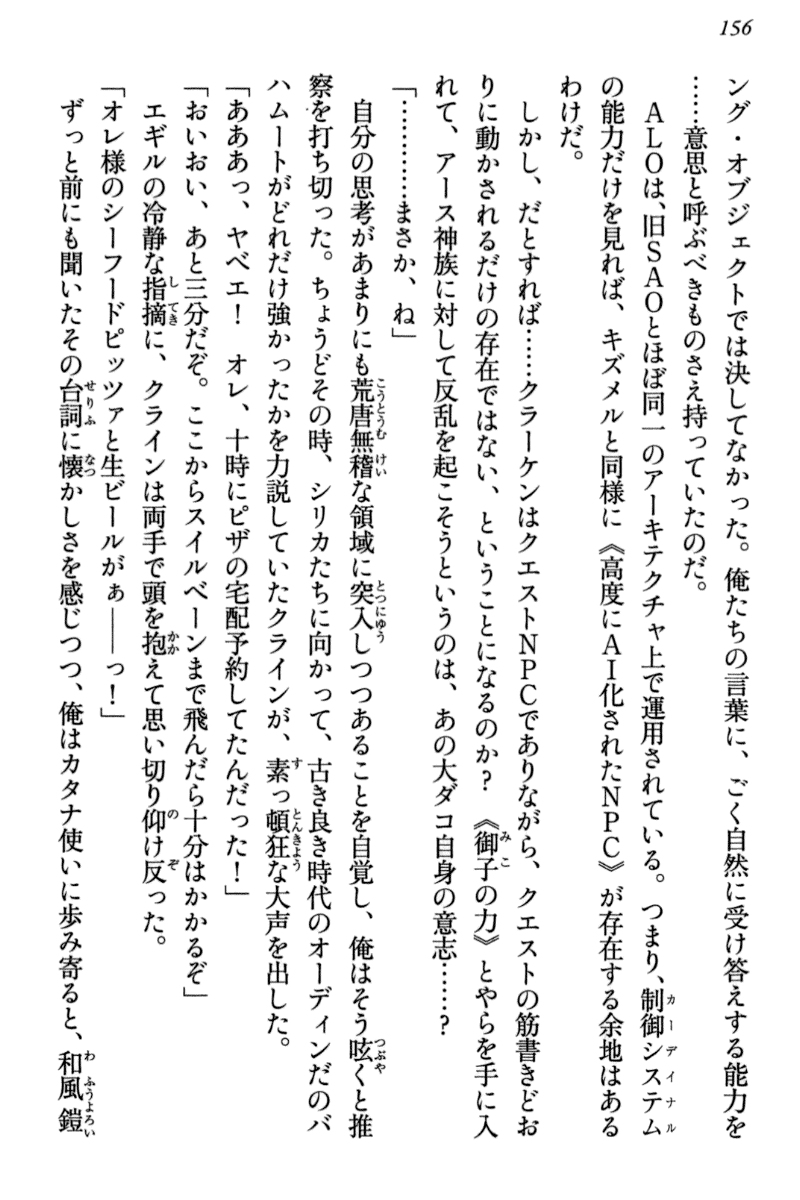 156
ング・オブジェクトでは決してなかった。俺たちの言葉に、ごく自然に受け答えする能力を
……意思と呼ぶべきものさえ持っていたのだ。
ALOは、旧SAOとほぼ同一のアーキテクチャ上で運用されている。つまり、制御システム
の能力だけを見れば、キズメルと同様に《高度にAI化されたNPC》が存在する余地はある
わけだ。
しかし、だとすれば……クラーケンはクエストNPCでありながら、クエストの筋書きどお
りに動かされるだけの存在ではない、ということになるのか？　《御子の力》とやらを手に入
れて、アース神族に対して反乱を起こそうというのは、あの大ダコ自身の意志……？
「…………まさか、ね」
自分の思考があまりにも荒唐無稽な領域に突入しつつあることを自覚し、俺はそう呟くと推
察を打ち切った。ちょうどその時、シリカたちに向かって、古き良き時代のオーディンだのバ
ハムートがどれだけ強かったかを力説していたクラインが、素っ頓狂な大声を出した。
「あああっ、ヤベエ！　オレ、十時にピザの宅配予約してたんだった！」
「おいおい、あと三分だぞ。ここからスイルベーンまで飛んだら十分はかかるぞ」
エギルの冷静な指摘に、クラインは両手で頭を抱えて思い切り仰け反った。
「オレ様のシーフードピッツァと生ビールがぁ――っ！」
ずっと前にも聞いたその台詞に懐かしさを感じつつ、俺はカタナ使いに歩み寄ると、和風鎧